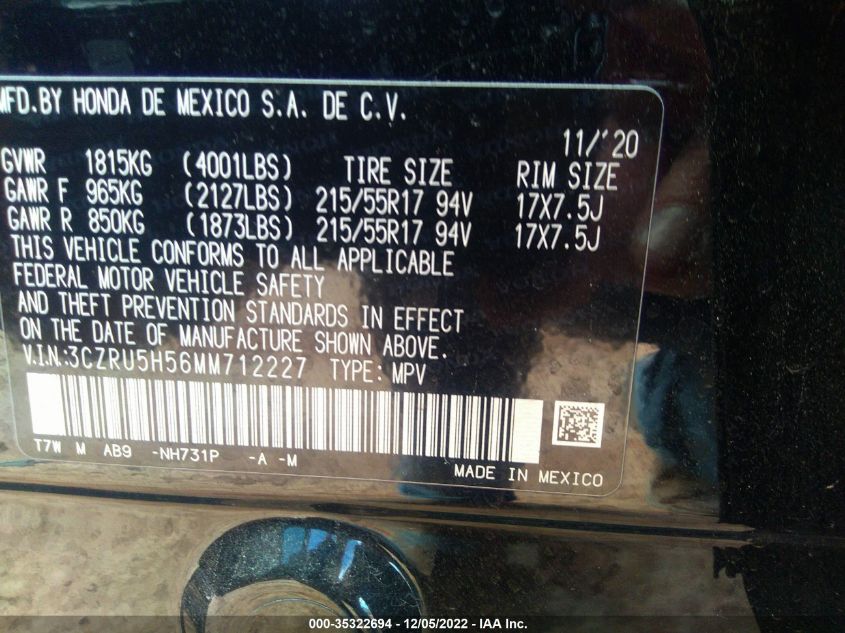 MFD.BY HONDA DE MEXICO S.A. DE C.V.
11/'20
GVWR 1815KG (4001LBS) TIRE SIZE RIM SIZE
GAWR F 965KG (2127LBS) 215/55R17 94V 17X7.5J
GAWR R 850KG (1873LBS) 215/55R17 94V 17X7.5J
THIS VEHICLE CONFORMS TO ALL APPLICABLE
FEDERAL MOTOR VEHICLE SAFETY
AND THEFT PREVENTION STANDARDS IN EFFECT
ON THE DATE OF MANUFACTURE SHOWN ABOVE.
V.I.N.:3CZRU5H56MM712227 TYPE: MPV
T7W M AB9 -NH731P -A -M
MADE IN MEXICO
000-35322694 - 12/05/2022 - IAA Inc.